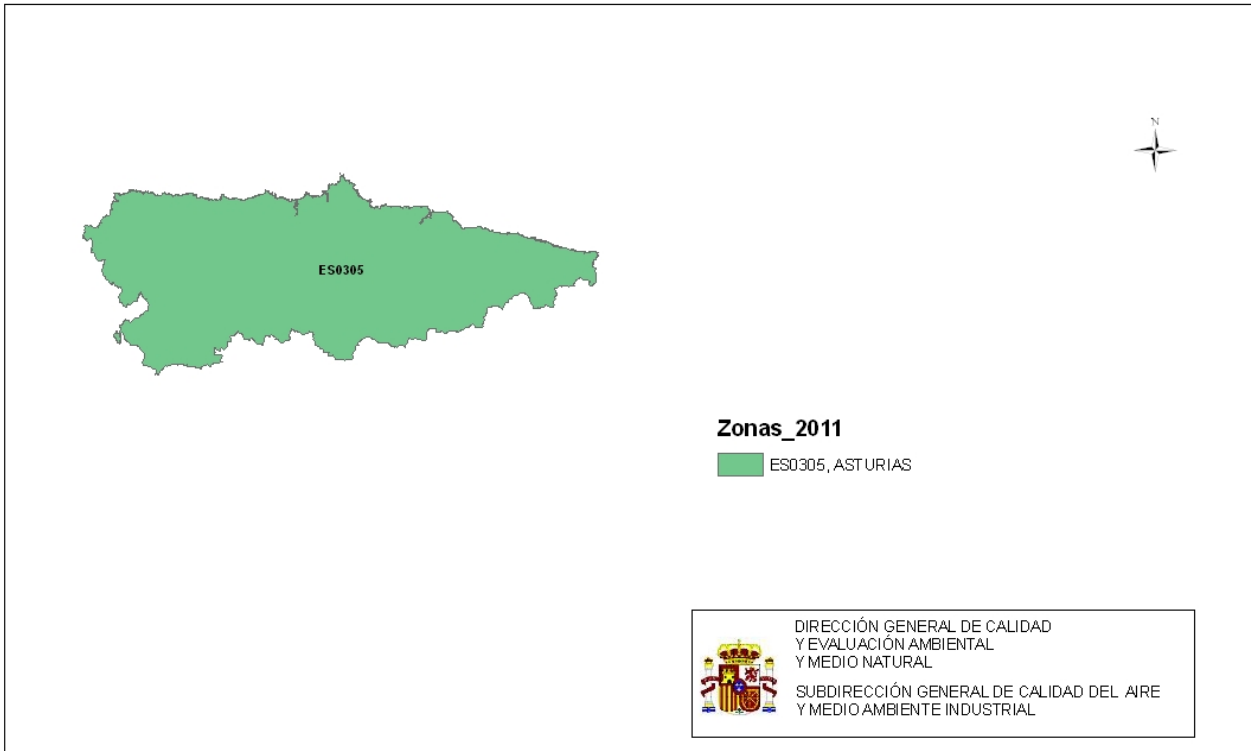 N
ES0305
Zonas_2011
ES0305, ASTURIAS
DIRECCIÓN GENERAL DE CALIDAD
Y EVALUACIÓN AMBIENTAL
Y MEDIO NATURAL
SUBDIRECCIÓN GENERAL DE CALIDAD DEL AIRE
Y MEDIO AMBIENTE INDUSTRIAL